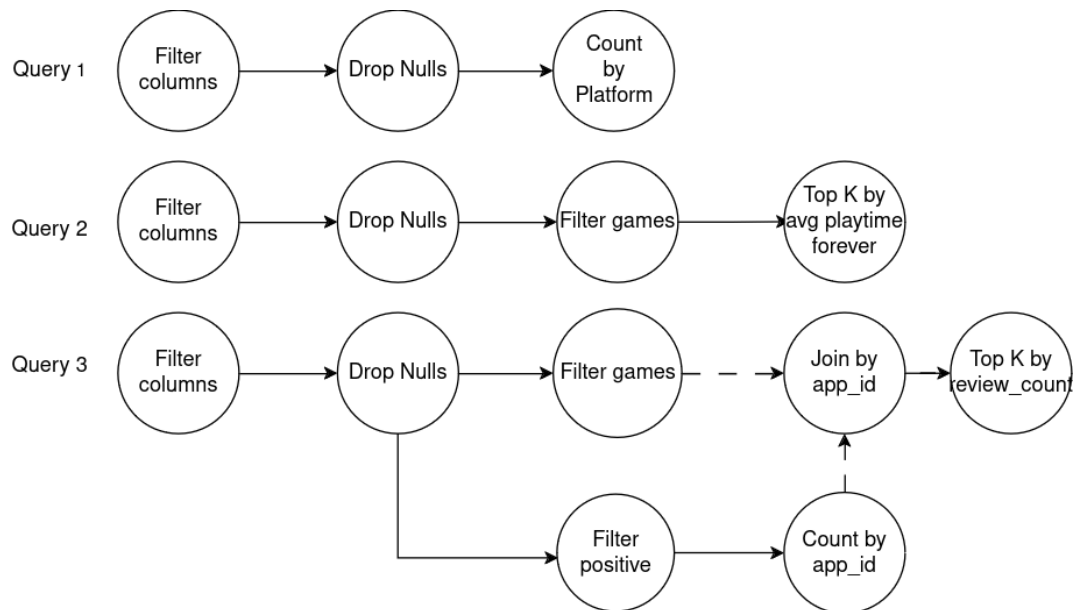 Query 1
Filter
columns
Drop Nulls
Count
by
Platform
Query 2
Filter
columns
Drop Nulls
Filter games
Top K by
avg playtime
forever
Query 3
Filter
columns
Drop Nulls
Filter games
Join by
app_id
Top K by
review_count
Filter
positive
Count by
app_id